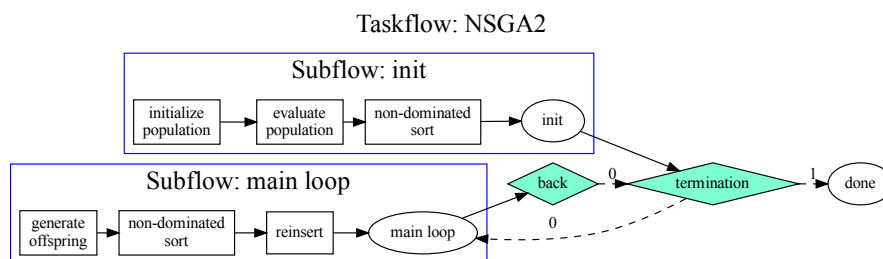 Taskflow: NSGA2
Subflow: init
initialize
population
evaluate
population
non-dominated
sort
init
Subflow: main loop
generate
offspring
non-dominated
sort
reinsert
main loop
back
0
termination
1
done
0